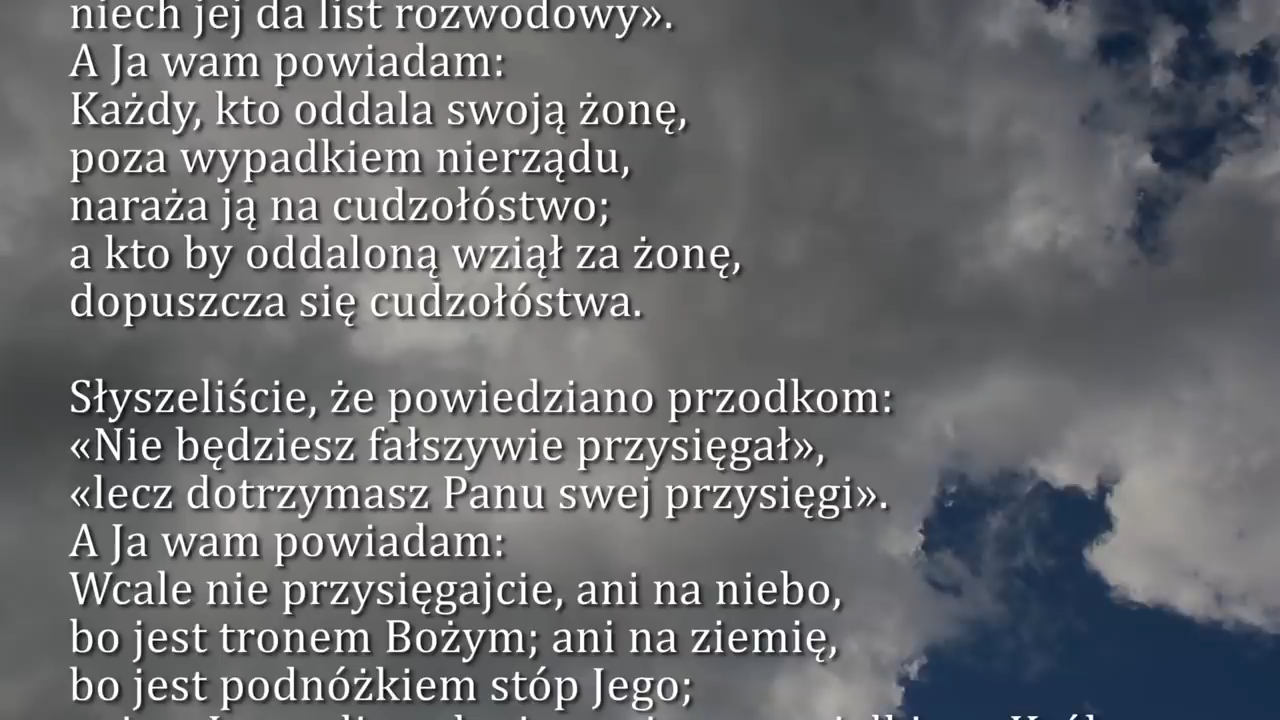 niech jej da list rozwodowy».
A Ja wam powiadam:
Każdy, kto oddala swoją żonę,
poza wypadkiem nierządu,
naraża ją na cudzołóstwo;
a kto by oddaloną wziął za żonę,
dopuszcza się cudzołóstwa.
Słyszeliście, że powiedziano przodkom:
«Nie będziesz fałszywie przysięgał»,
«lecz dotrzymasz Panu swej przysięgi».
A Ja wam powiadam:
Wcale nie przysięgajcie, ani na niebo,
bo jest tronem Bożym; ani na ziemię,
bo jest podnóżkiem stóp Jego;